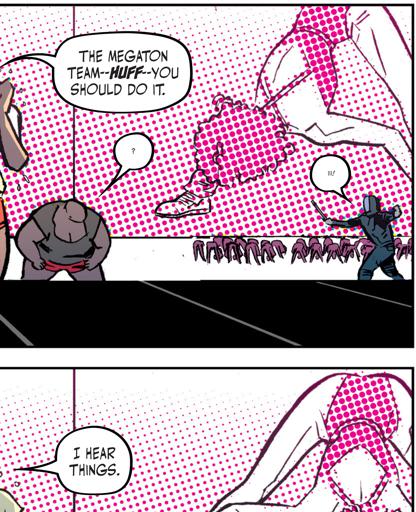 THE MEGATON
TEAM--HUFF--YOU
SHOULD DO IT.
?
!!!
I HEAR
THINGS.